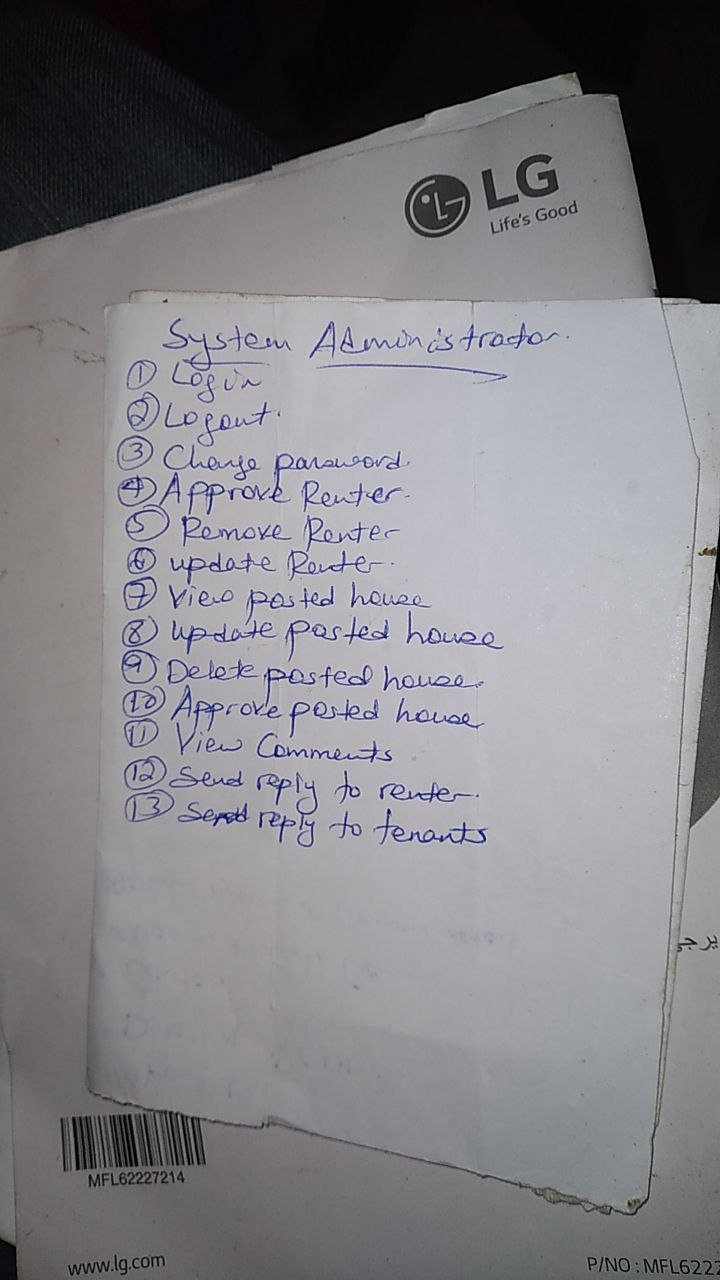 LG
Life's Good
System Administrator.
① Login
② Logout.
③ Change password.
④ Approve Renter.
⑤ Remove Renter
⑥ update Renter.
⑦ View posted house
⑧ update posted house
⑨ Delete posted house.
⑩ Approve posted house
⑪ View Comments
⑫ Send reply to renter.
⑬ Send reply to tenants
يرجى
MFL62227214
www.lg.com
P/NO : MFL6222